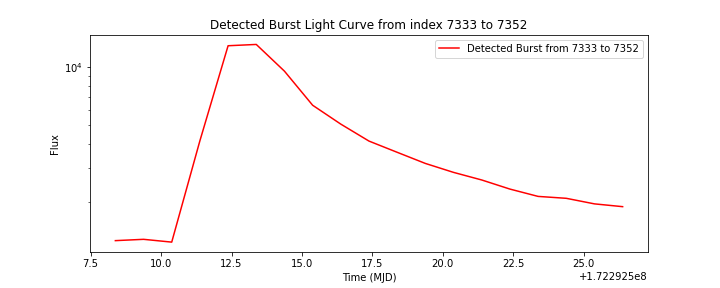 Detected Burst Light Curve from index 7333 to 7352
Detected Burst from 7333 to 7352
10⁴
Flux
7.5 10.0 12.5 15.0 17.5 20.0 22.5 25.0
Time (MJD)
+1.722925e8